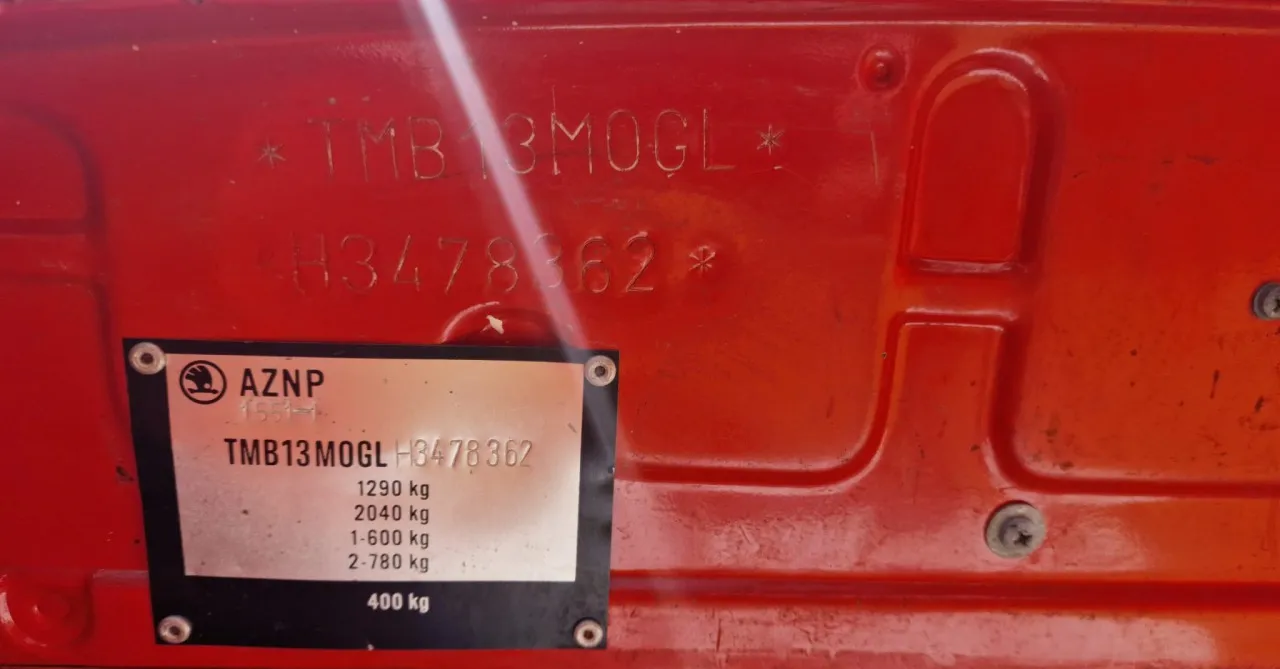 * TMB13M0GL *
H3478362 *
AZNP
TMB13M0GL H3478362
1290 kg
2040 kg
1-600 kg
2-780 kg
400 kg